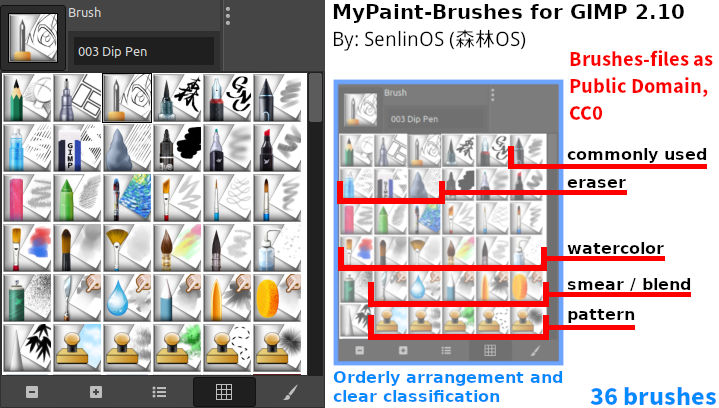 Brush
003 Dip Pen
GIMP
MyPaint-Brushes for GIMP 2.10
By: SenlinOS (森林OS)
Brushes-files as
Public Domain,
CC0
Brush
003 Dip Pen
commonly used
eraser
watercolor
smear / blend
pattern
Orderly arrangement and
clear classification
36 brushes